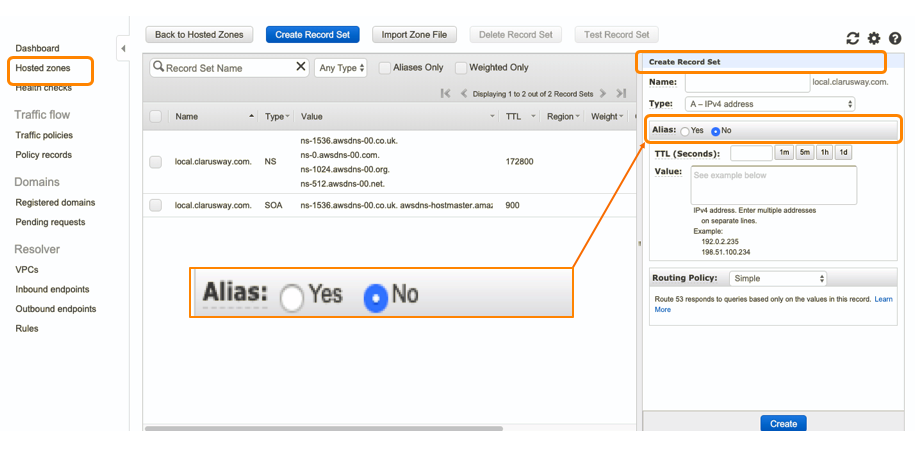 Back to Hosted Zones
Create Record Set
Import Zone File
Delete Record Set
Test Record Set
Dashboard
Hosted zones
Health checks
Traffic flow
Traffic policies
Policy records
Domains
Registered domains
Pending requests
Resolver
VPCs
Inbound endpoints
Outbound endpoints
Rules
Record Set Name
Any Type
Aliases Only
Weighted Only
Displaying 1 to 2 out of 2 Record Sets
Name Type Value TTL Region Weight
local.clarusway.com. NS
ns-1536.awsdns-00.co.uk.
ns-0.awsdns-00.com.
ns-1024.awsdns-00.org.
ns-512.awsdns-00.net.
172800
local.clarusway.com. SOA ns-1536.awsdns-00.co.uk. awsdns-hostmaster.amaz 900
Alias: Yes No
Create Record Set
Name: local.clarusway.com.
Type: A – IPv4 address
Alias: Yes No
TTL (Seconds): 1m 5m 1h 1d
Value: See example below
IPv4 address. Enter multiple addresses
on separate lines.
Example:
192.0.2.235
198.51.100.234
Routing Policy: Simple
Route 53 responds to queries based only on the values in this record. Learn
More
Create